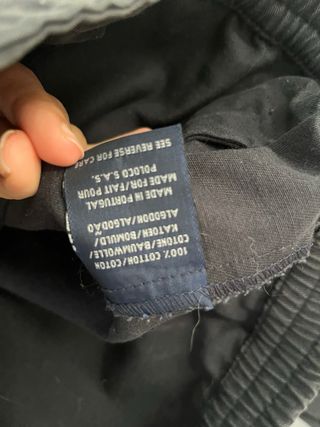 100% COTTON/COTON
COTONE/BAUMWOLLE/
KATOEN/BOMULD/
ALGODON/ALGODÃO
MADE IN PORTUGAL
MADE FOR/FAIT POUR
POLOCO S.A.S.
SEE REVERSE FOR CARE